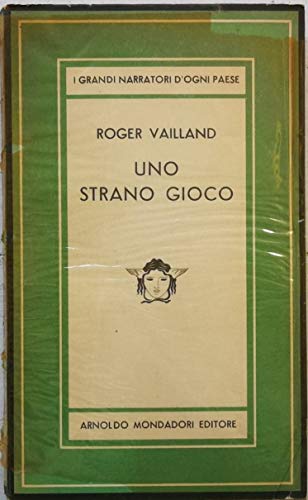 I GRANDI NARRATORI D'OGNI PAESE
ROGER VAILLAND
UNO
STRANO GIOCO
ARNOLDO MONDADORI EDITORE